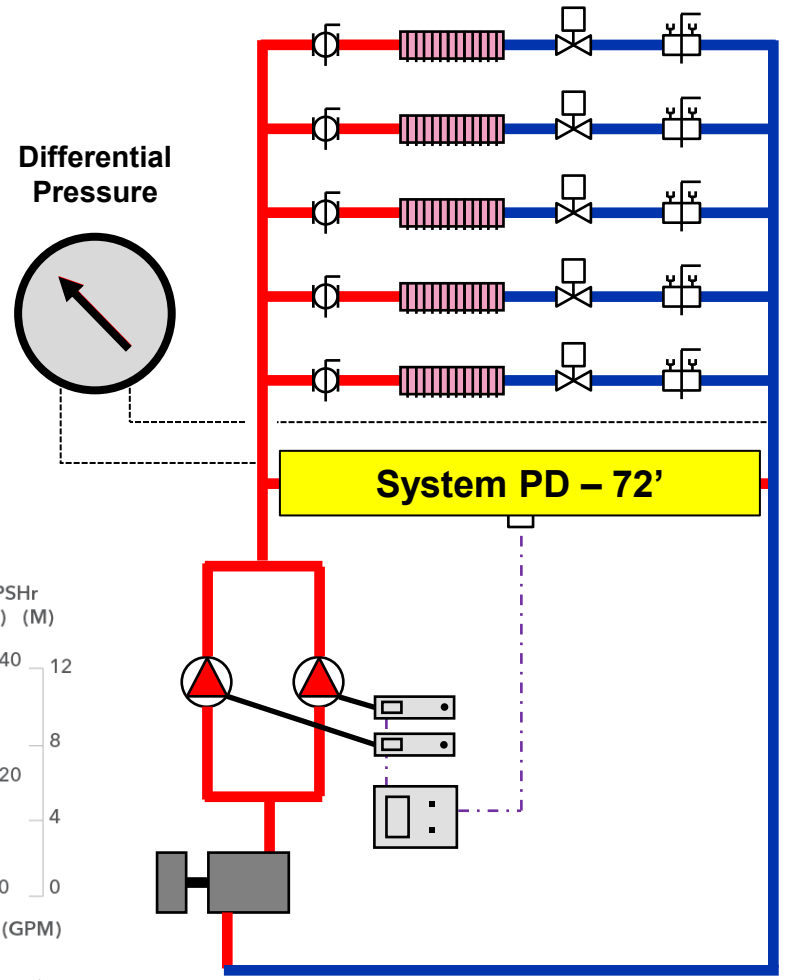 Differential
Pressure
System PD – 72’
PSHr
) (M)
40 12
8
20
4
0 0
(GPM)